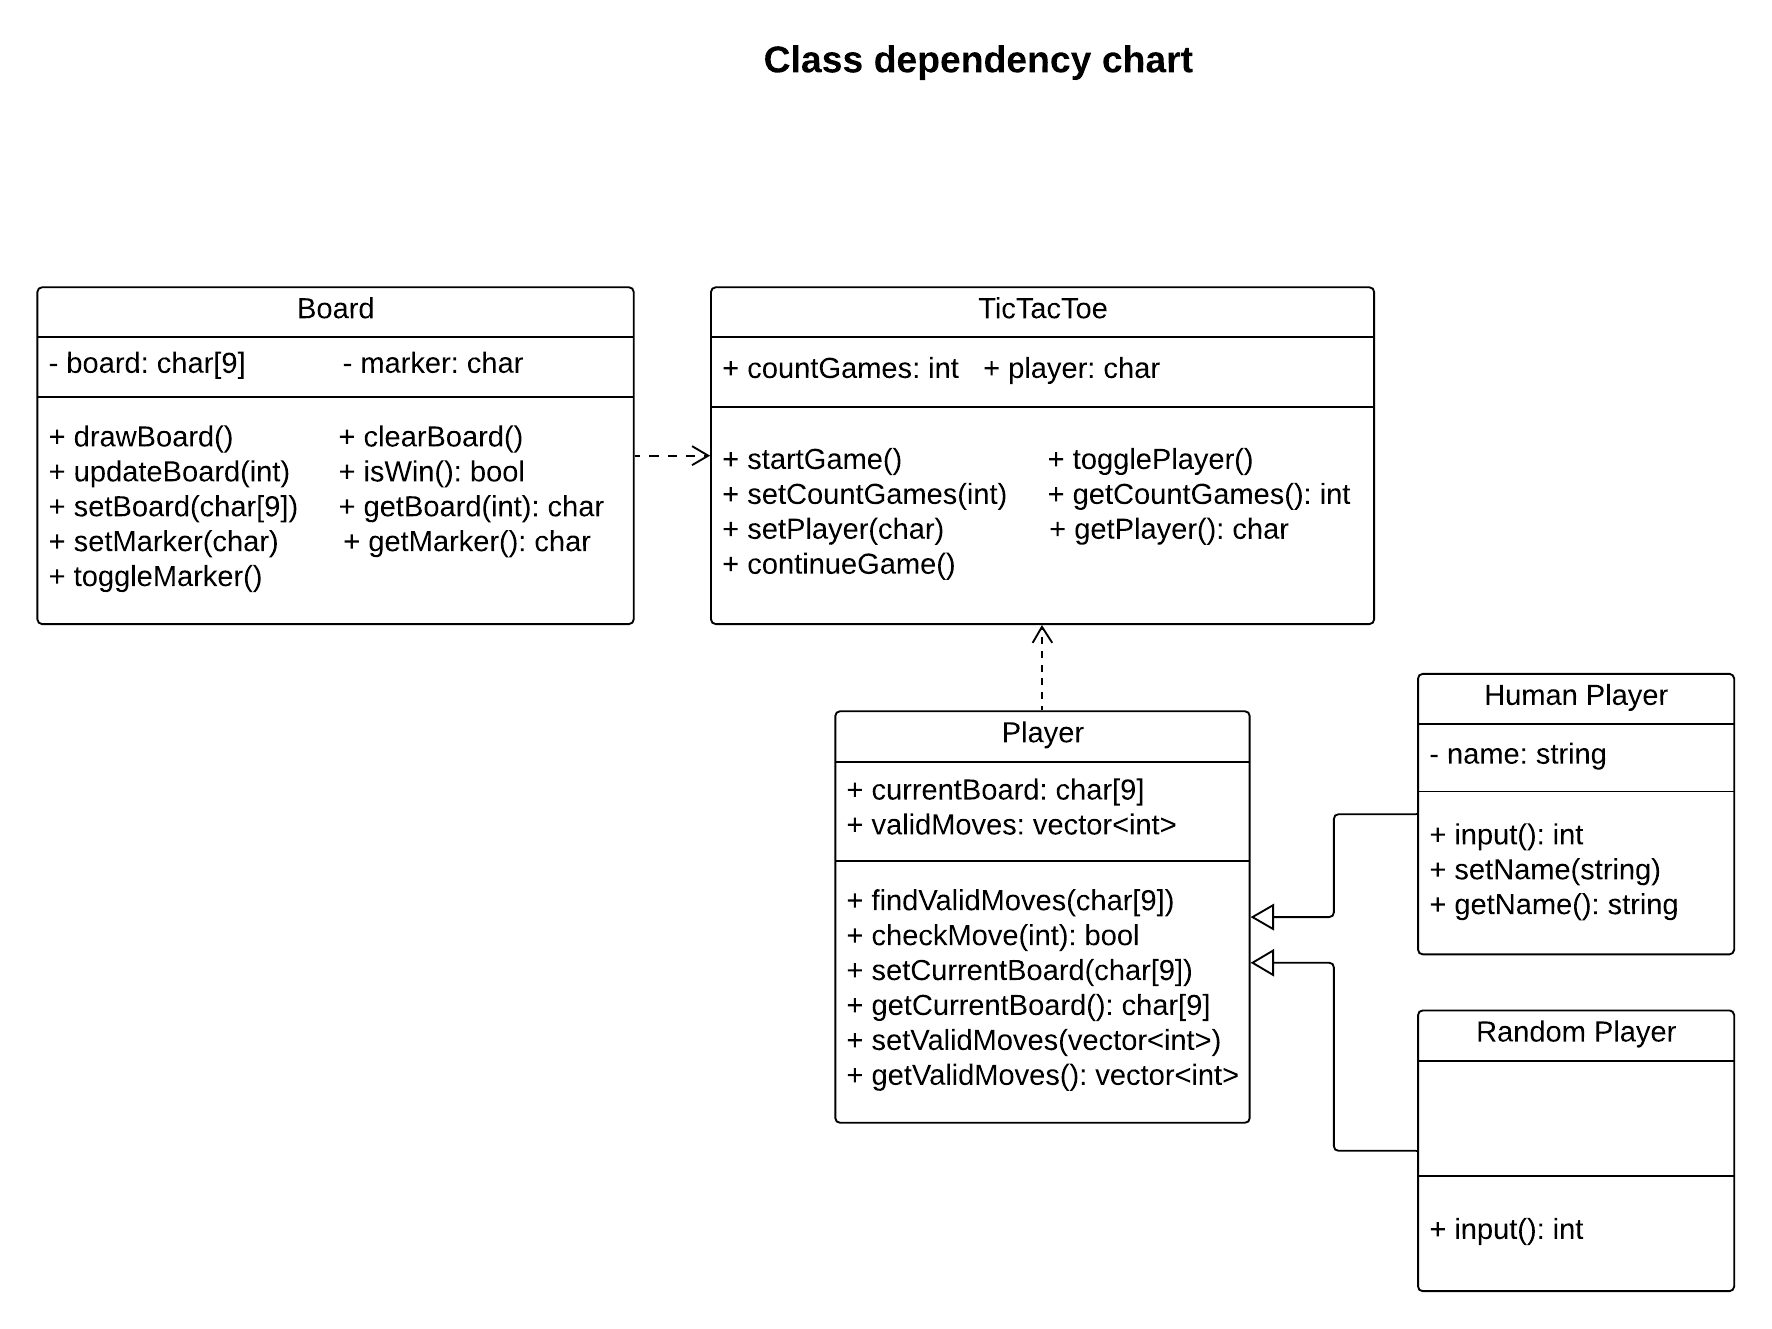 Class dependency chart
Board
- board: char[9] - marker: char
+ drawBoard() + clearBoard()
+ updateBoard(int) + isWin(): bool
+ setBoard(char[9]) + getBoard(int): char
+ setMarker(char) + getMarker(): char
+ toggleMarker()
TicTacToe
+ countGames: int + player: char
+ startGame() + togglePlayer()
+ setCountGames(int) + getCountGames(): int
+ setPlayer(char) + getPlayer(): char
+ continueGame()
Player
+ currentBoard: char[9]
+ validMoves: vector<int>
+ findValidMoves(char[9])
+ checkMove(int): bool
+ setCurrentBoard(char[9])
+ getCurrentBoard(): char[9]
+ setValidMoves(vector<int>)
+ getValidMoves(): vector<int>
Human Player
- name: string
+ input(): int
+ setName(string)
+ getName(): string
Random Player
+ input(): int